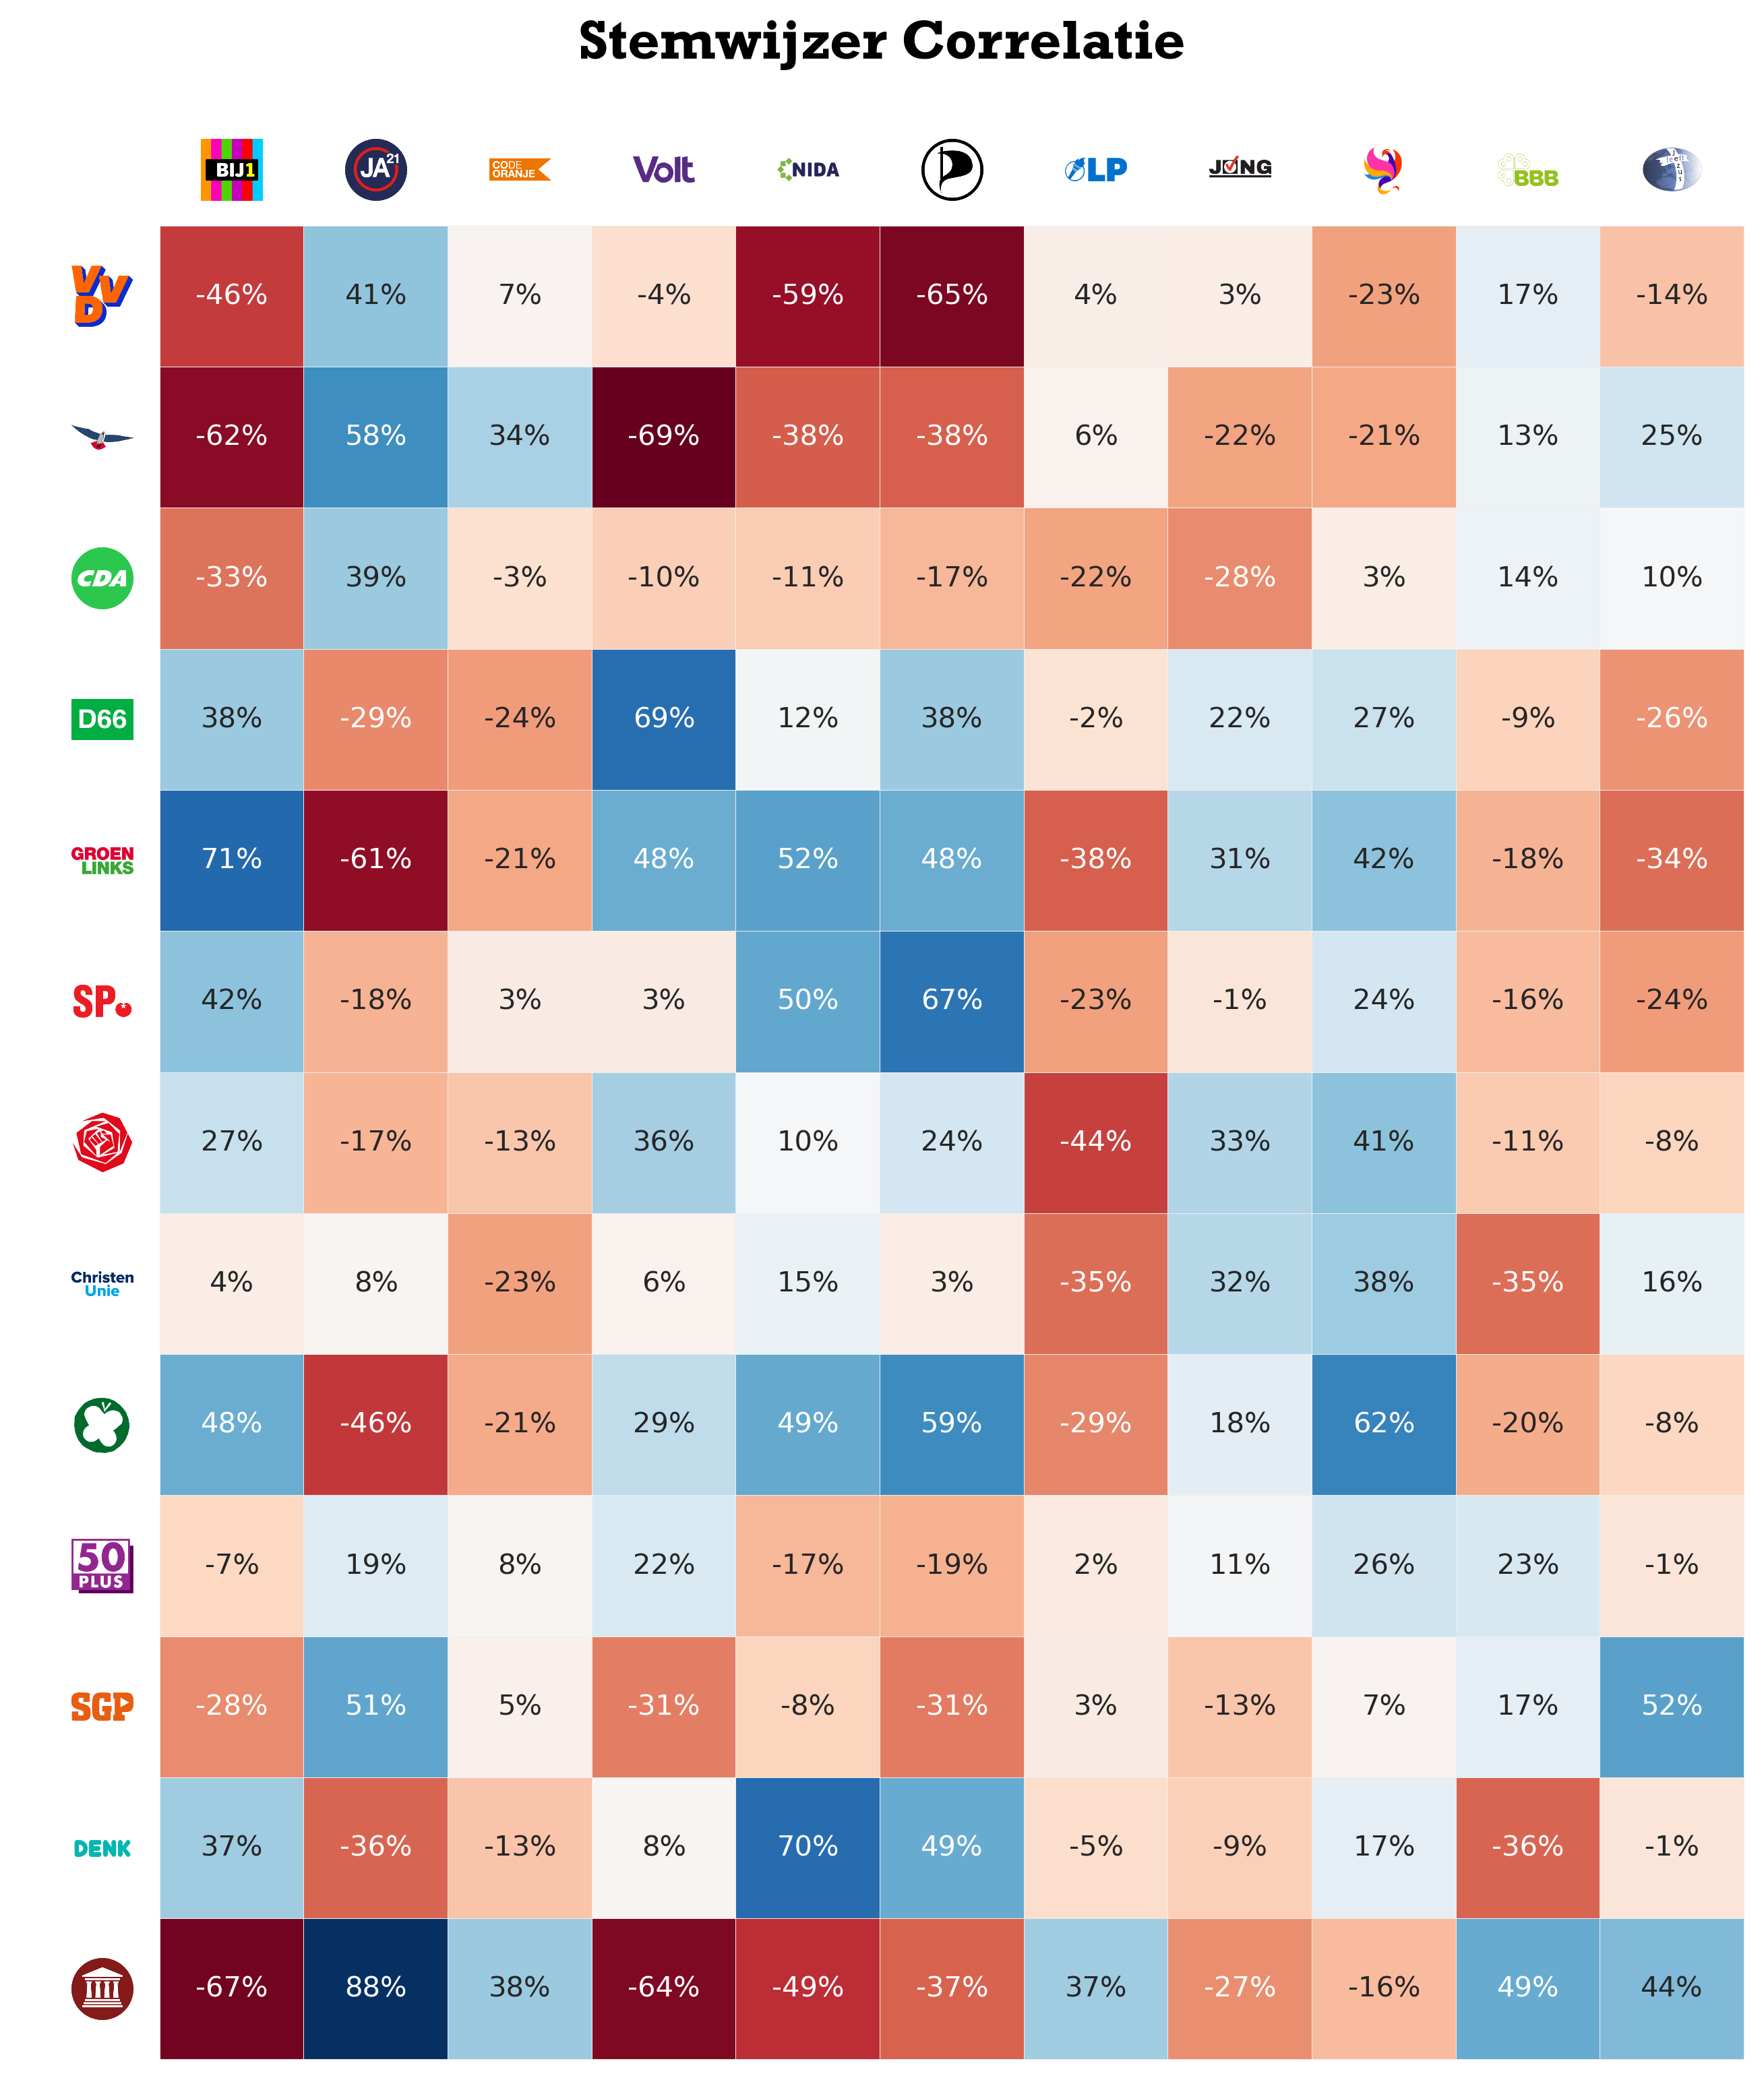 Stemwijzer Correlatie
BIJ1 JA21 CODE ORANJE Volt NIDA LP JONG BBB JEZUS LEEFT
VVD -46% 41% 7% -4% -59% -65% 4% 3% -23% 17% -14%
-62% 58% 34% -69% -38% -38% 6% -22% -21% 13% 25%
CDA -33% 39% -3% -10% -11% -17% -22% -28% 3% 14% 10%
D66 38% -29% -24% 69% 12% 38% -2% 22% 27% -9% -26%
GROEN LINKS 71% -61% -21% 48% 52% 48% -38% 31% 42% -18% -34%
SP 42% -18% 3% 3% 50% 67% -23% -1% 24% -16% -24%
27% -17% -13% 36% 10% 24% -44% 33% 41% -11% -8%
Christen Unie 4% 8% -23% 6% 15% 3% -35% 32% 38% -35% 16%
48% -46% -21% 29% 49% 59% -29% 18% 62% -20% -8%
50 PLUS -7% 19% 8% 22% -17% -19% 2% 11% 26% 23% -1%
SGP -28% 51% 5% -31% -8% -31% 3% -13% 7% 17% 52%
DENK 37% -36% -13% 8% 70% 49% -5% -9% 17% -36% -1%
-67% 88% 38% -64% -49% -37% 37% -27% -16% 49% 44%